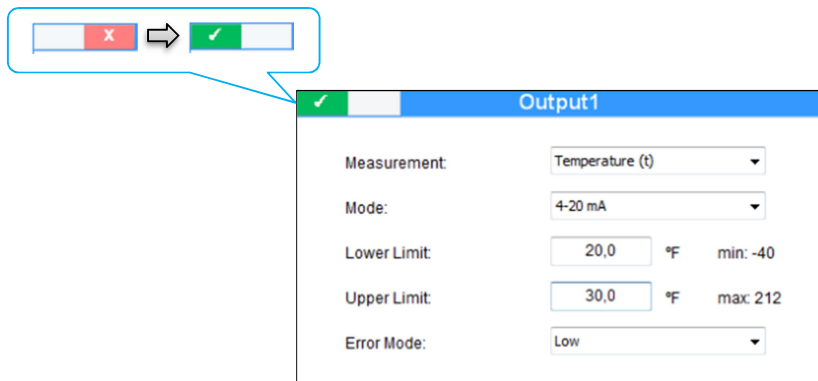 X ✓
✓ Output1
Measurement: Temperature (t)
Mode: 4-20 mA
Lower Limit: 20,0 °F min: -40
Upper Limit: 30,0 °F max: 212
Error Mode: Low